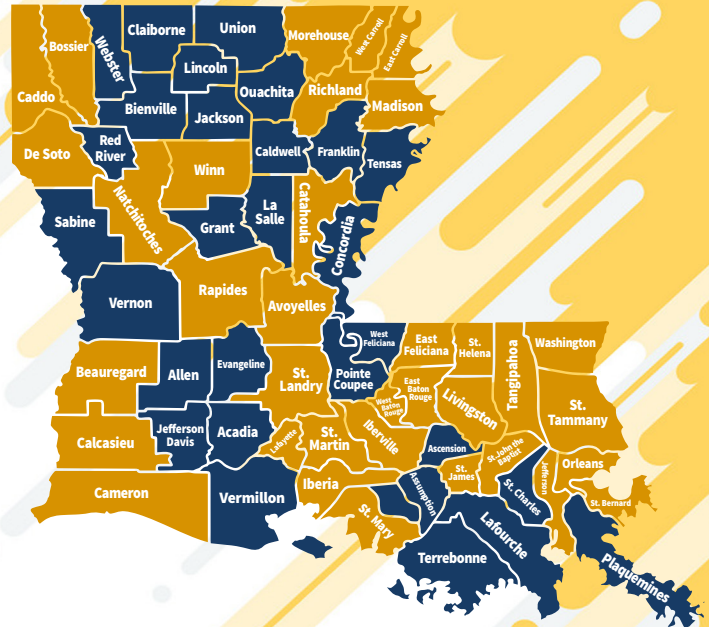 Claiborne
Union
Morehouse
West Carroll
East Carroll
Bossier
Webster
Lincoln
Ouachita
Richland
Caddo
Madison
Bienville
Jackson
De Soto
Red
River
Caldwell
Franklin
Tensas
Winn
Natchitoches
Sabine
Grant
La
Salle
Catahoula
Concordia
Vernon
Rapides
Avoyelles
West
Feliciana
East
Feliciana
St.
Helena
Tangipahoa
Washington
Beauregard
Allen
Evangeline
St.
Landry
Pointe
Coupee
West
Baton
Rouge
East
Baton
Rouge
Livingston
St.
Tammany
Calcasieu
Jefferson
Davis
Acadia
Lafayette
St.
Martin
Iberville
Ascension
St. John the
Baptist
Jefferson
Orleans
Cameron
Vermillon
Iberia
St. Mary
Assumption
St.
James
St. Charles
St. Bernard
Terrebonne
Lafourche
Plaquemines